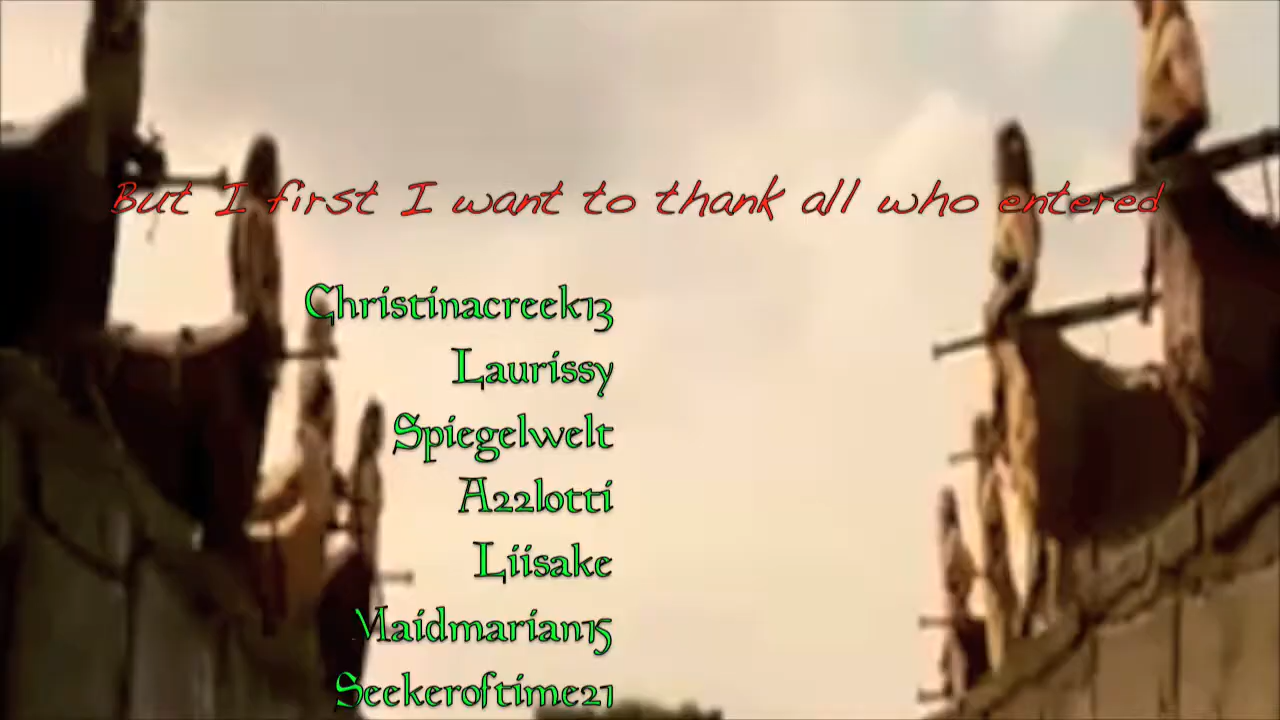 But I first I want to thank all who entered
Christinacreek13
Laurissy
Spiegelwelt
A22lotti
Liisake
Maidmarian15
Seekeroftime21